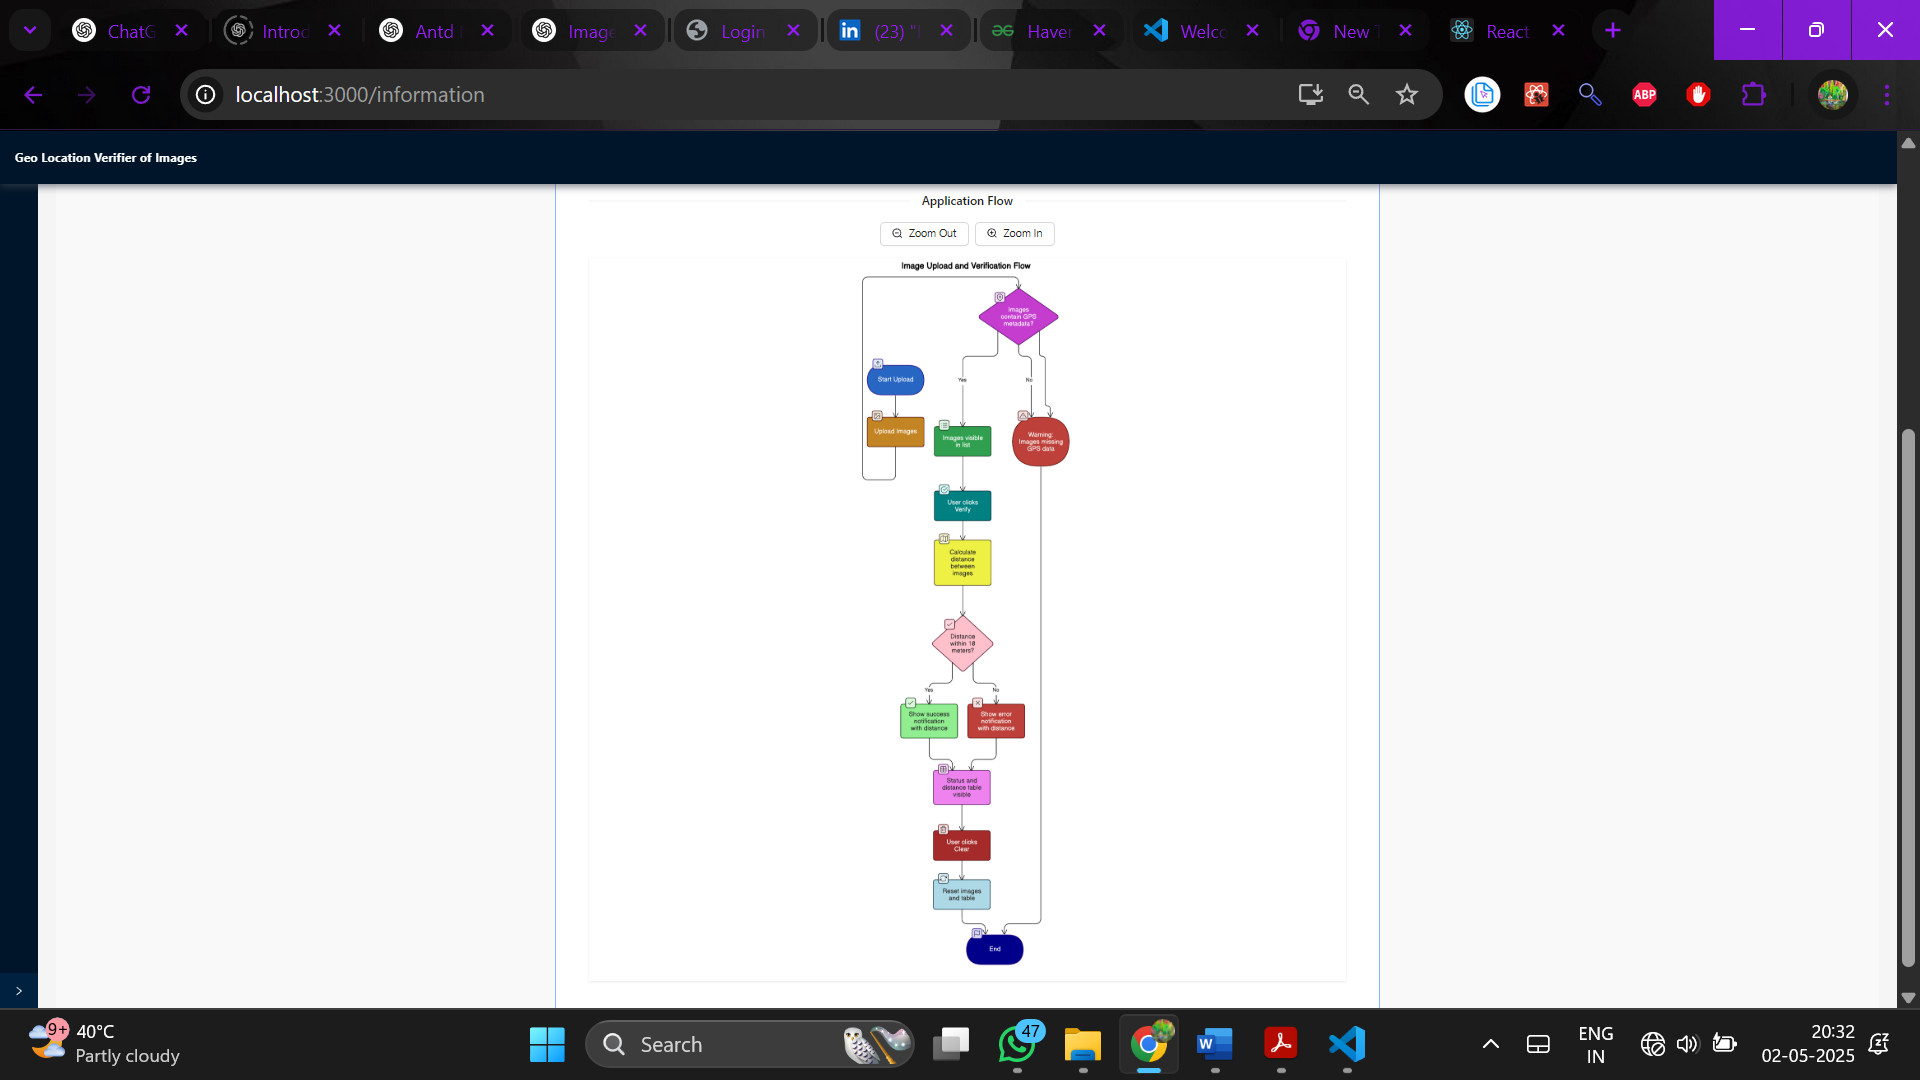 ChatG
Introd
Antd
Image
Login
(23) "
Haver
Welco
New T
React
localhost:3000/information
ABP
Geo Location Verifier of Images
Application Flow
Zoom Out
Zoom In
Image Upload and Verification Flow
Images
contain GPS
metadata?
Start Upload
Yes
No
Upload Images
Images visible
in list
Warning:
Images missing
GPS data
User clicks
Verify
Calculate
distance
between
images
Distance
within 10
meters?
Yes
No
Show success
notification
with distance
Show error
notification
with distance
Status and
distance table
visible
User clicks
Clear
Reset images
and table
End
9+
40°C
Partly cloudy
Search
47
ENG
IN
20:32
02-05-2025